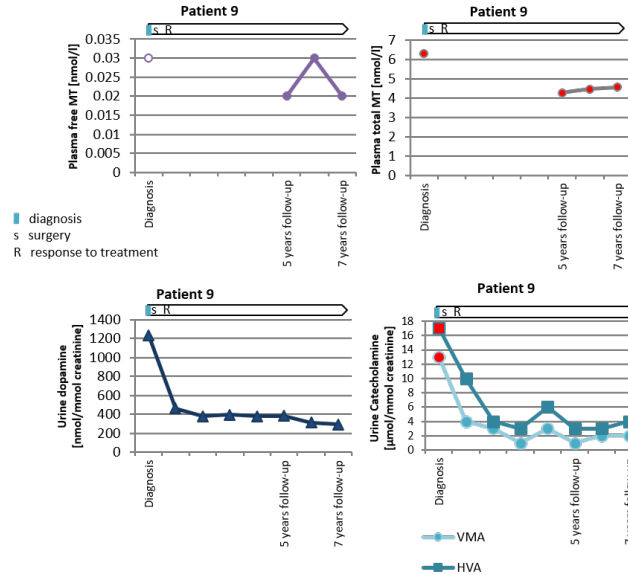 Patient 9
s R
Plasma free MT [nmol/l]
0.035
0.03
0.025
0.02
0.015
0.01
0.005
0
Diagnosis
5 years follow-up
7 years follow-up
Patient 9
s R
Plasma total MT [nmol/l]
7
6
5
4
3
2
1
0
Diagnosis
5 years follow-up
7 years follow-up
diagnosis
s surgery
R response to treatment
Patient 9
s R
Urine dopamine
[nmol/mmol creatinine]
1400
1200
1000
800
600
400
200
0
Diagnosis
5 years follow-up
7 years follow-up
Patient 9
s R
Urine Catecholamine
[µmol//mmol creatinine]
18
16
14
12
10
8
6
4
2
0
Diagnosis
5 years follow-up
7 years follow-up
VMA
HVA